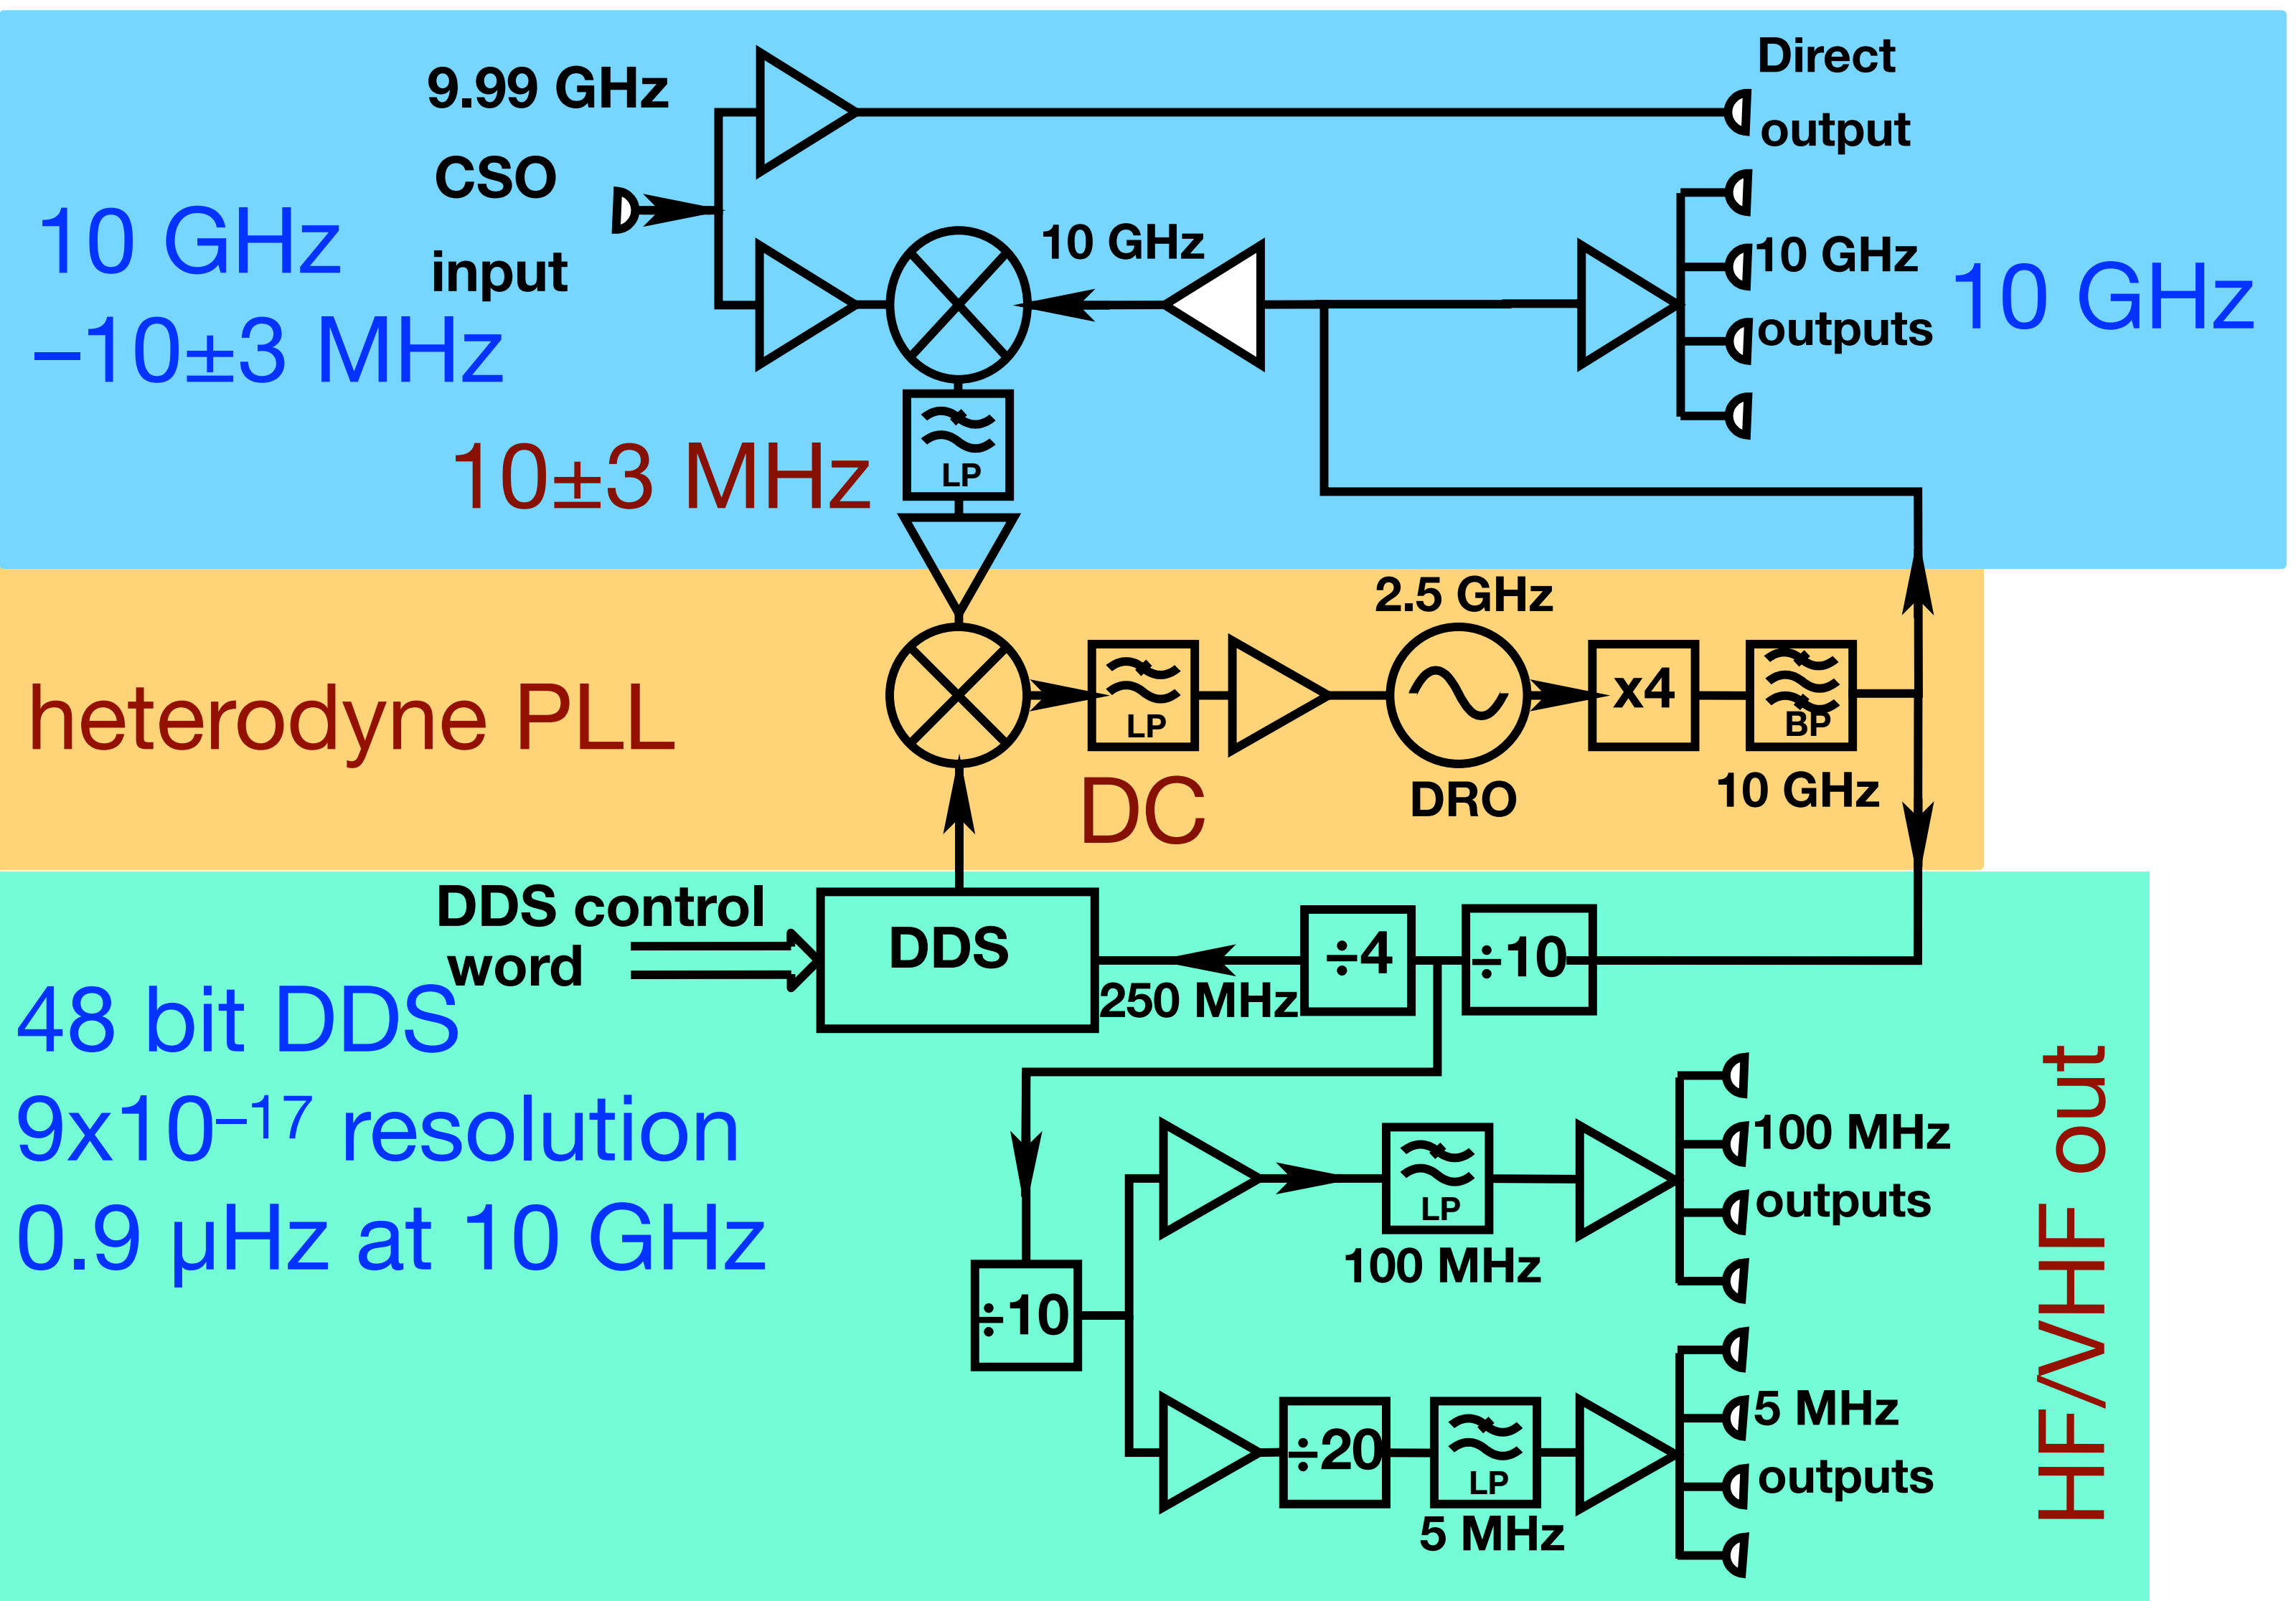 9.99 GHz
CSO
input
10 GHz
–10±3 MHz
10±3 MHz
10 GHz
LP
Direct
output
10 GHz
outputs
10 GHz
heterodyne PLL
LP
DC
2.5 GHz
DRO
x4
BP
10 GHz
DDS control
word
DDS
250 MHz
÷4
÷10
48 bit DDS
9x10⁻¹⁷ resolution
0.9 µHz at 10 GHz
÷10
LP
100 MHz
100 MHz
outputs
÷20
LP
5 MHz
5 MHz
outputs
HF/VHF out